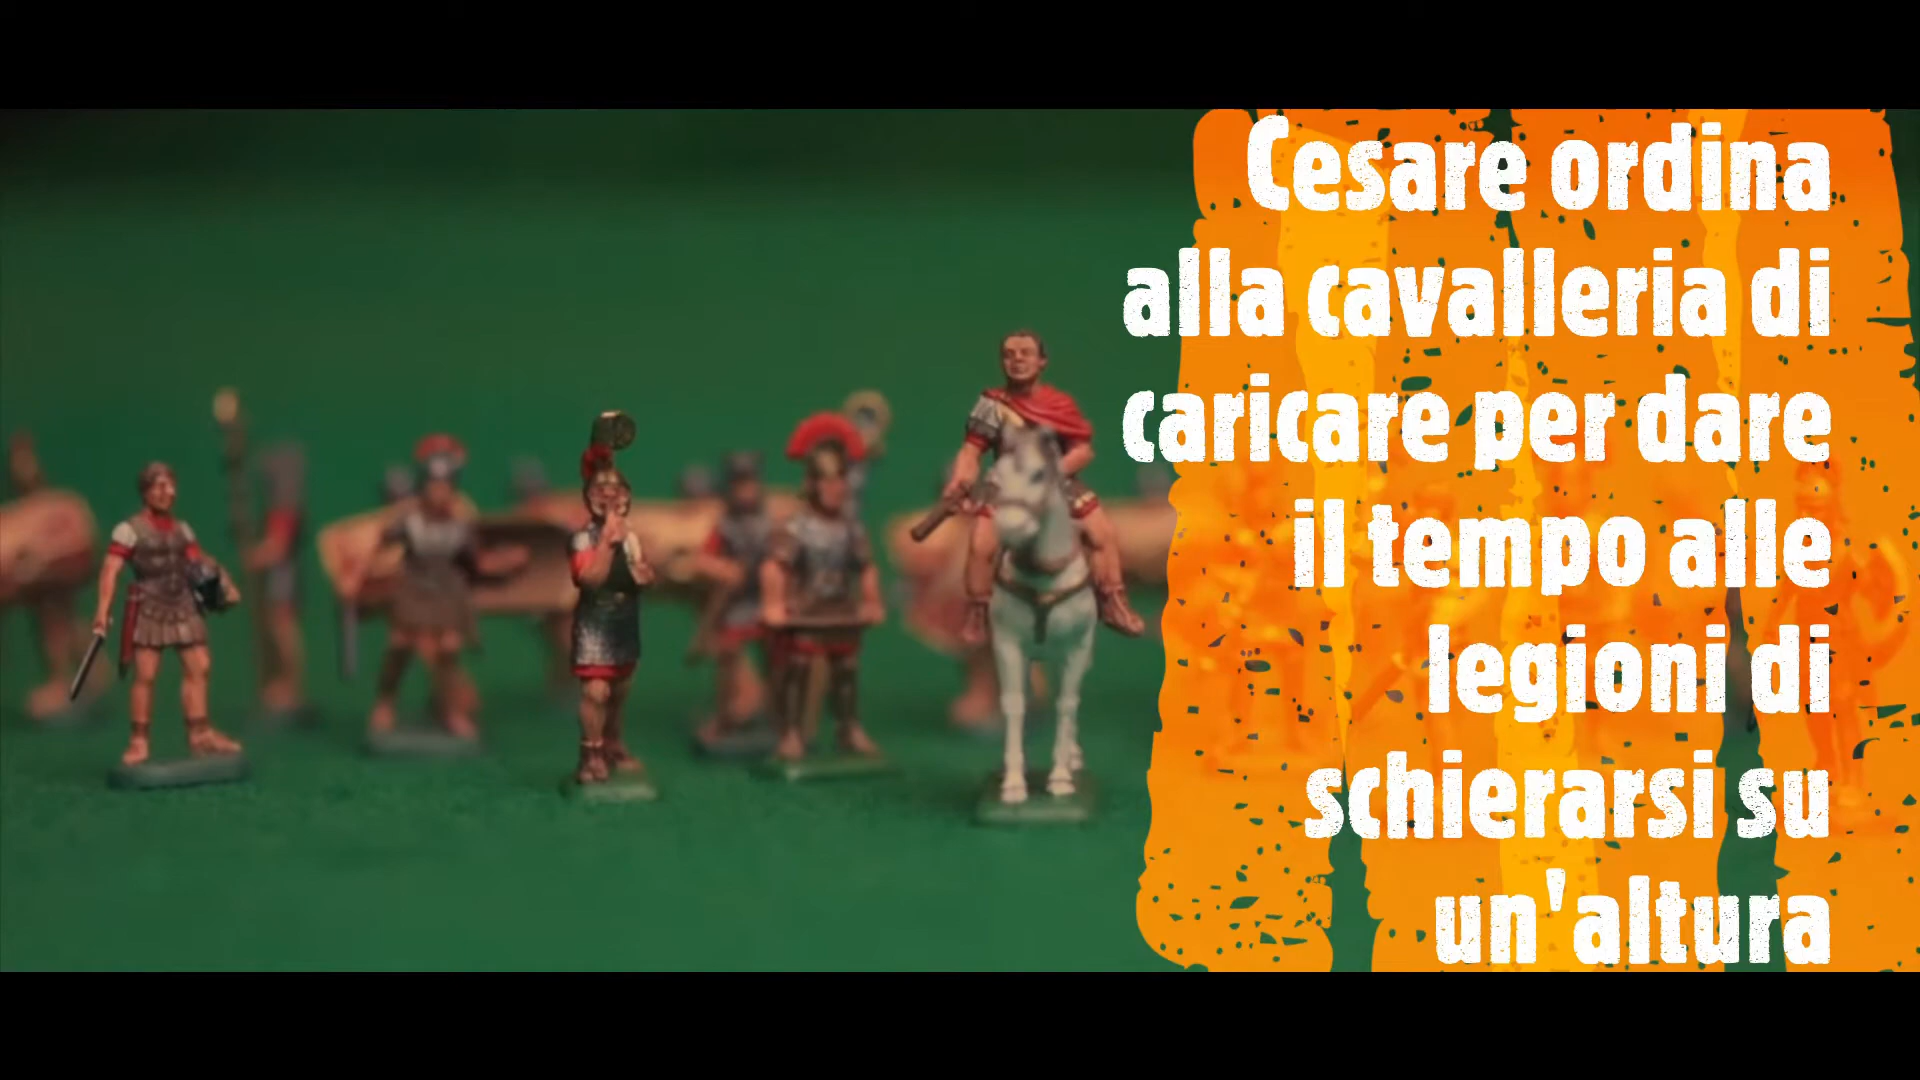 Cesare ordina
alla cavalleria di
caricare per dare
il tempo alle
legioni di
schierarsi su
un'altura